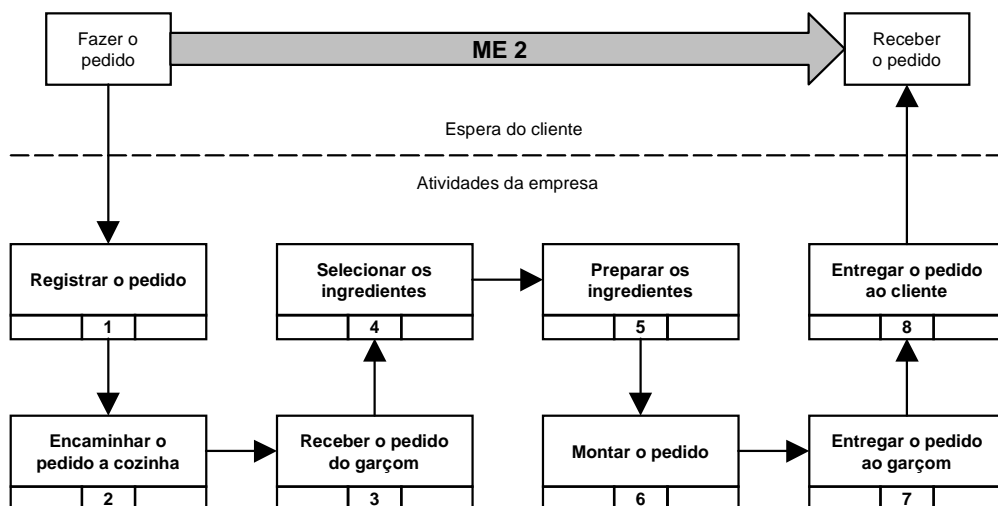 Fazer o
pedido
ME 2
Receber
o pedido
Espera do cliente
Atividades da empresa
Registrar o pedido
1
Selecionar os
ingredientes
4
Preparar os
ingredientes
5
Entregar o pedido
ao cliente
8
Encaminhar o
pedido a cozinha
2
Receber o pedido
do garçom
3
Montar o pedido
6
Entregar o pedido
ao garçom
7